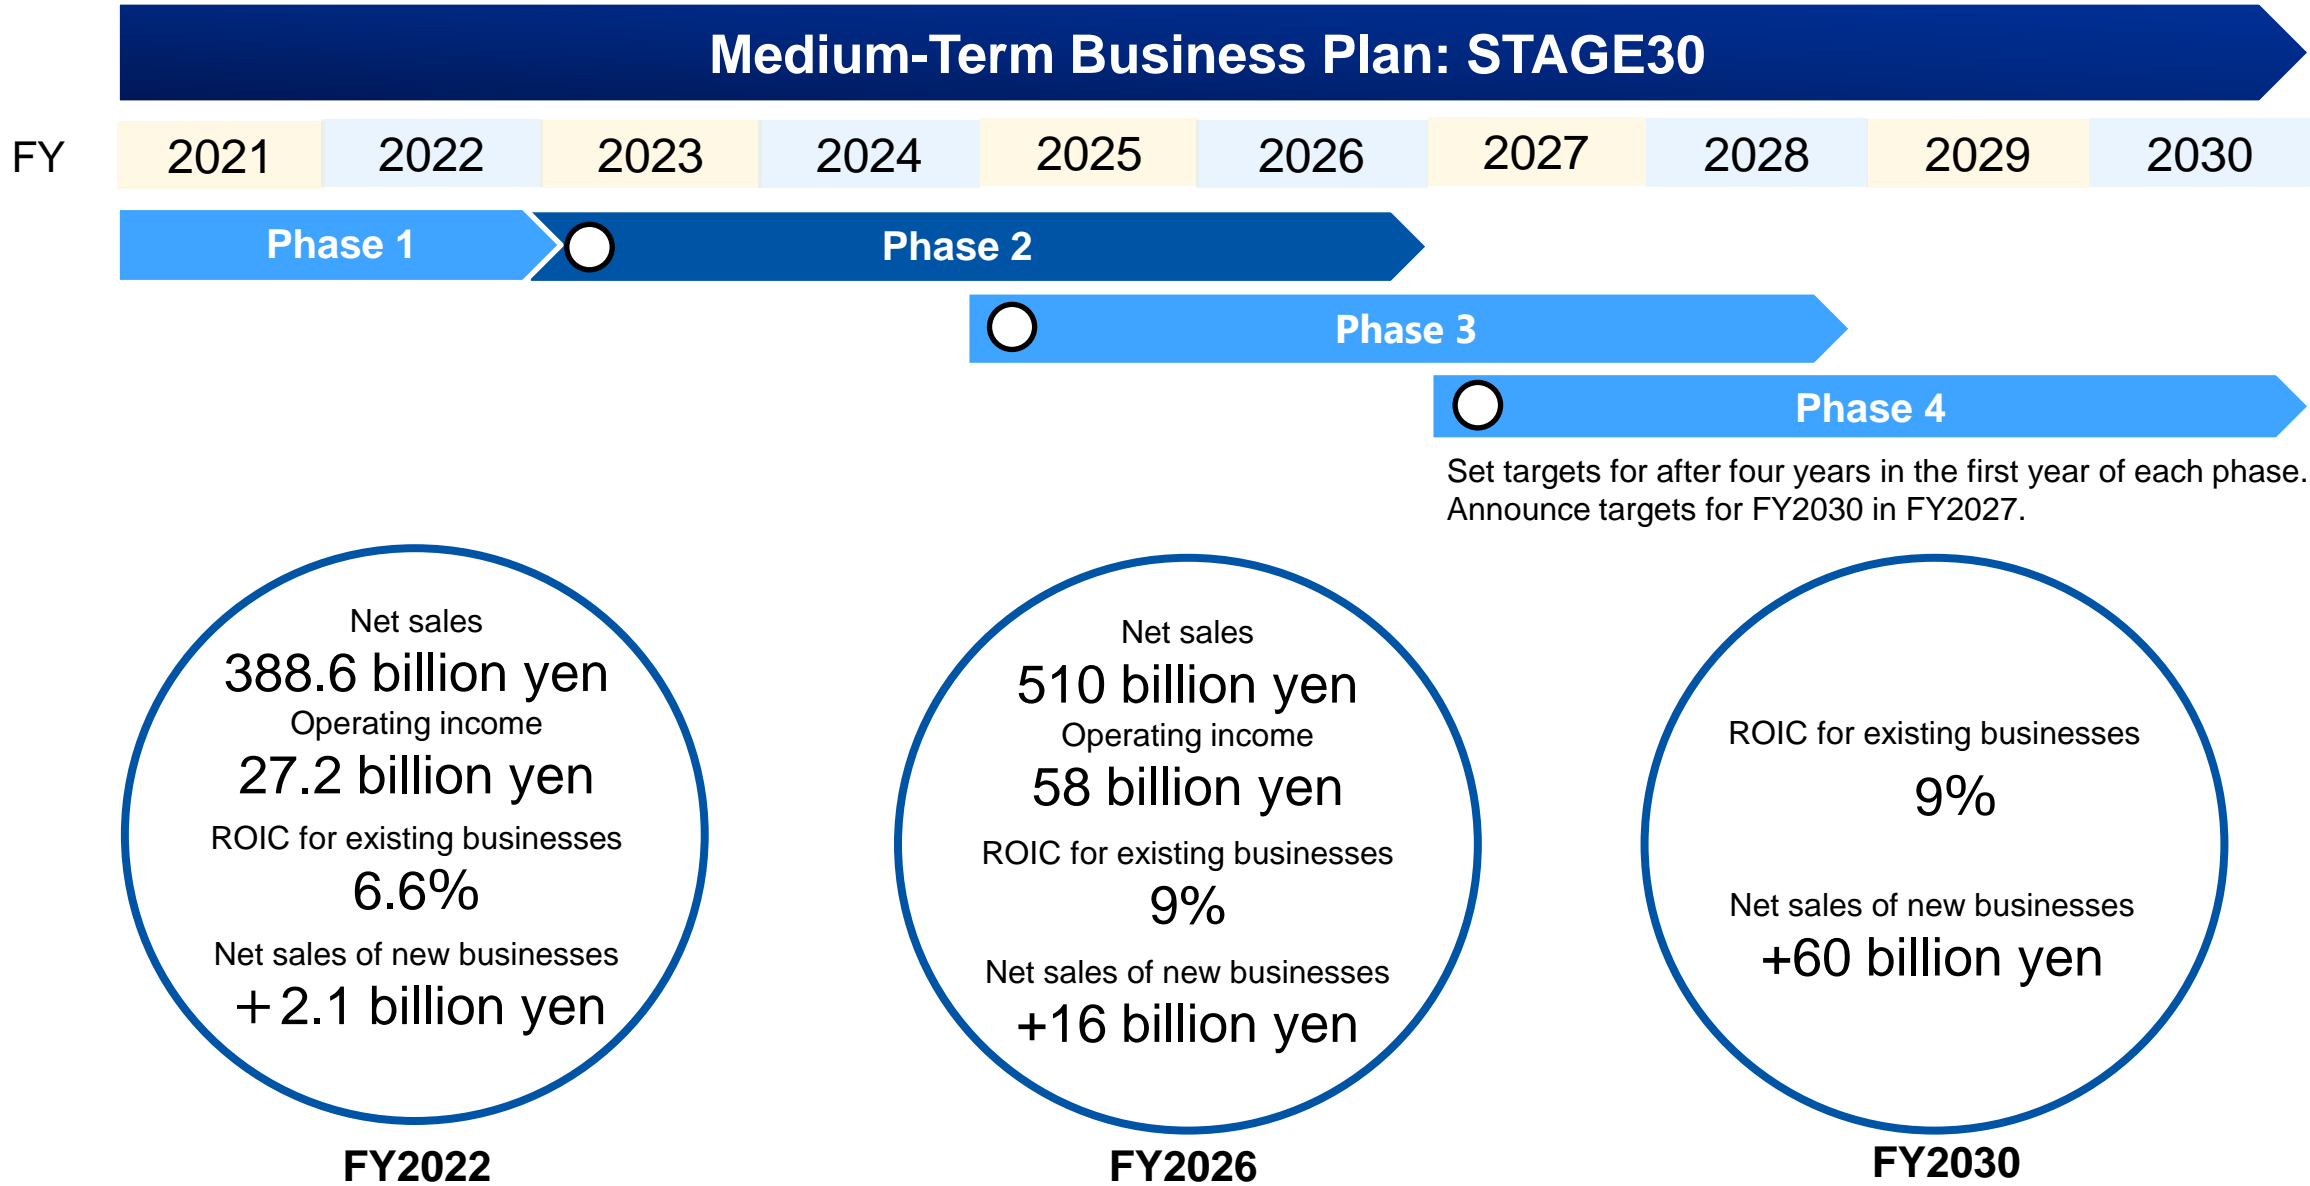 Medium-Term Business Plan: STAGE30
FY 2021 2022 2023 2024 2025 2026 2027 2028 2029 2030
Phase 1
Phase 2
Phase 3
Phase 4
Set targets for after four years in the first year of each phase.
Announce targets for FY2030 in FY2027.
Net sales
388.6 billion yen
Operating income
27.2 billion yen
ROIC for existing businesses
6.6%
Net sales of new businesses
+2.1 billion yen
FY2022
Net sales
510 billion yen
Operating income
58 billion yen
ROIC for existing businesses
9%
Net sales of new businesses
+16 billion yen
FY2026
ROIC for existing businesses
9%
Net sales of new businesses
+60 billion yen
FY2030